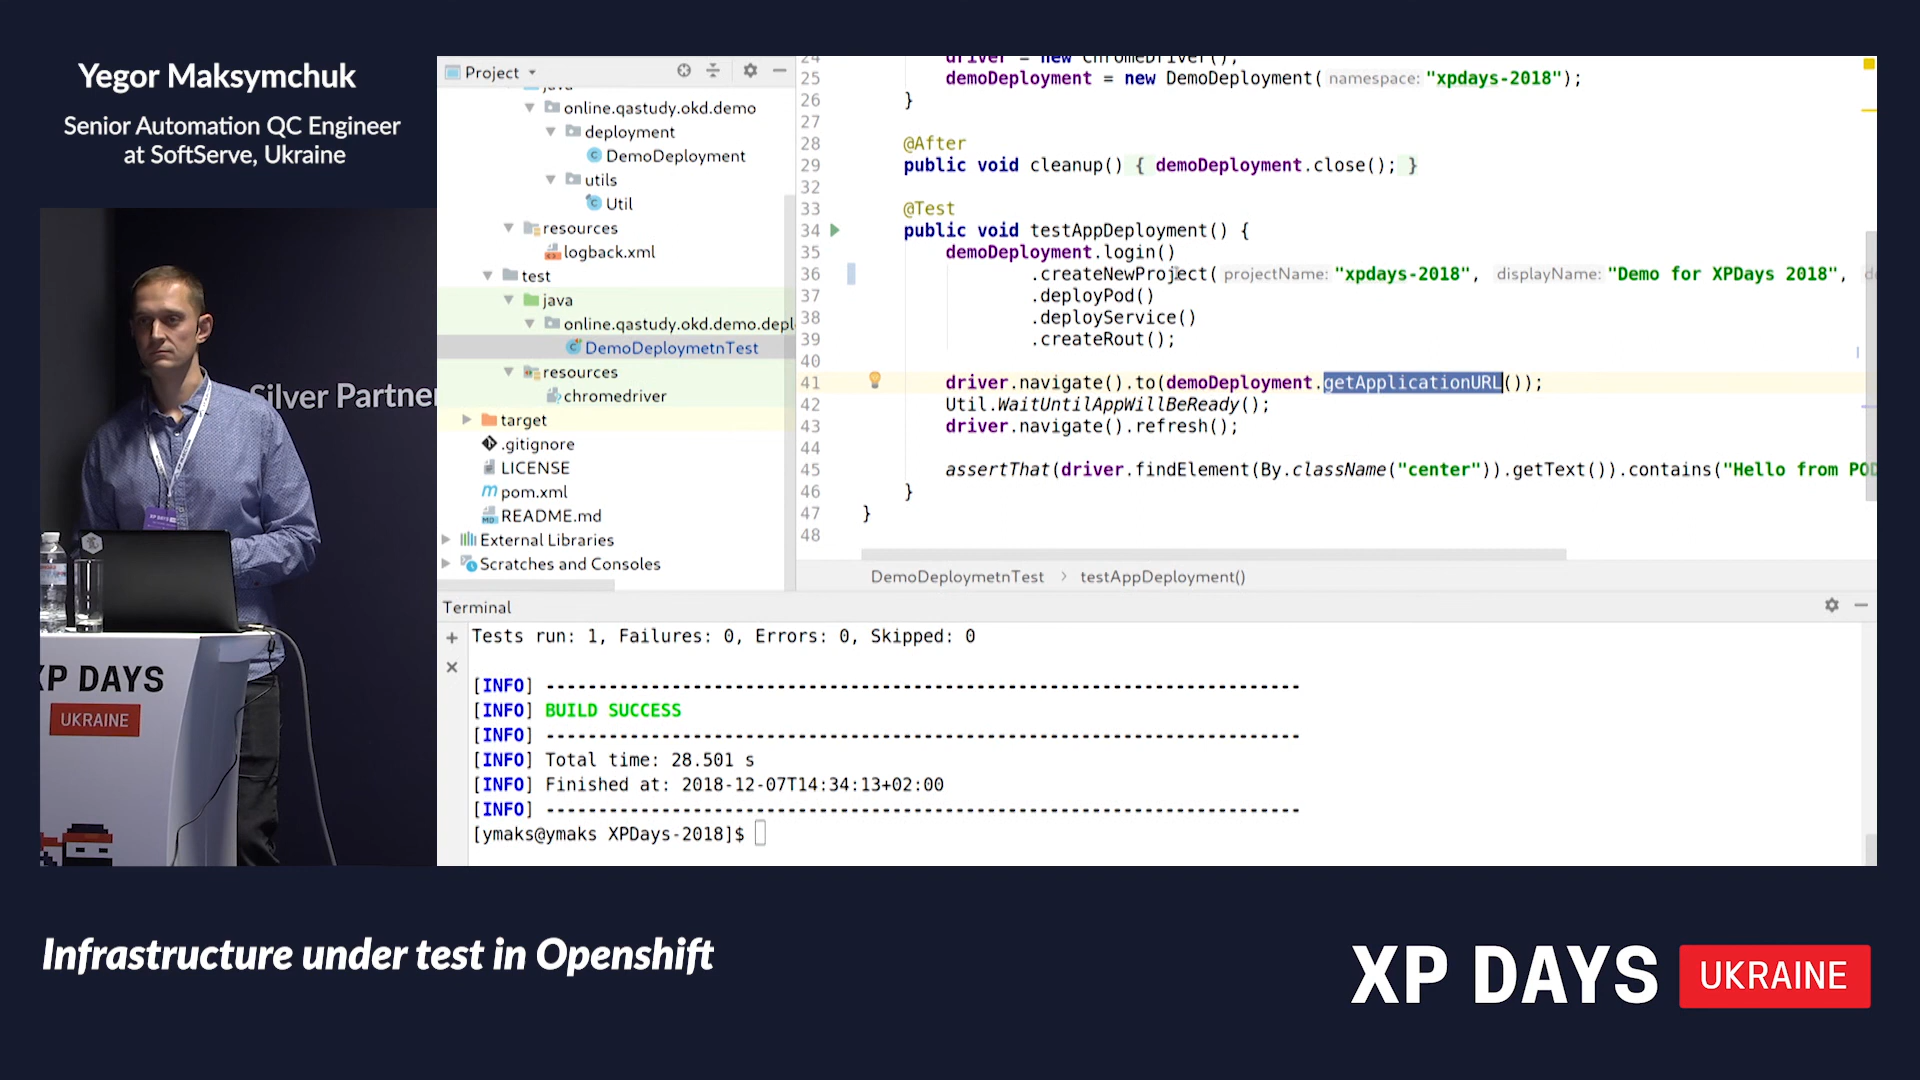 Yegor Maksymchuk
Senior Automation QC Engineer
at SoftServe, Ukraine
Silver Partner
XP DAYS
UKRAINE
Project
java
online.qastudy.okd.demo
deployment
DemoDeployment
utils
Util
resources
logback.xml
test
java
online.qastudy.okd.demo.depl
DemoDeploymetnTest
resources
chromedriver
target
.gitignore
LICENSE
pom.xml
README.md
External Libraries
Scratches and Consoles
24 driver = new ChromeDriver();
25 demoDeployment = new DemoDeployment( namespace: "xpdays-2018");
26 }
27
28 @After
29 public void cleanup() { demoDeployment.close(); }
32
33 @Test
34 public void testAppDeployment() {
35 demoDeployment.login()
36 .createNewProject( projectName: "xpdays-2018", displayName: "Demo for XPDays 2018",
37 .deployPod()
38 .deployService()
39 .createRout();
40
41 driver.navigate().to(demoDeployment.getApplicationURL());
42 Util.WaitUntilAppWillBeReady();
43 driver.navigate().refresh();
44
45 assertThat(driver.findElement(By.className("center")).getText()).contains("Hello from POD
46 }
47 }
48
DemoDeploymetnTest > testAppDeployment()
Terminal
Tests run: 1, Failures: 0, Errors: 0, Skipped: 0
[INFO] ------------------------------------------------------------------------
[INFO] BUILD SUCCESS
[INFO] ------------------------------------------------------------------------
[INFO] Total time: 28.501 s
[INFO] Finished at: 2018-12-07T14:34:13+02:00
[INFO] ------------------------------------------------------------------------
[ymaks@ymaks XPDays-2018]$
Infrastructure under test in Openshift
XP DAYS UKRAINE